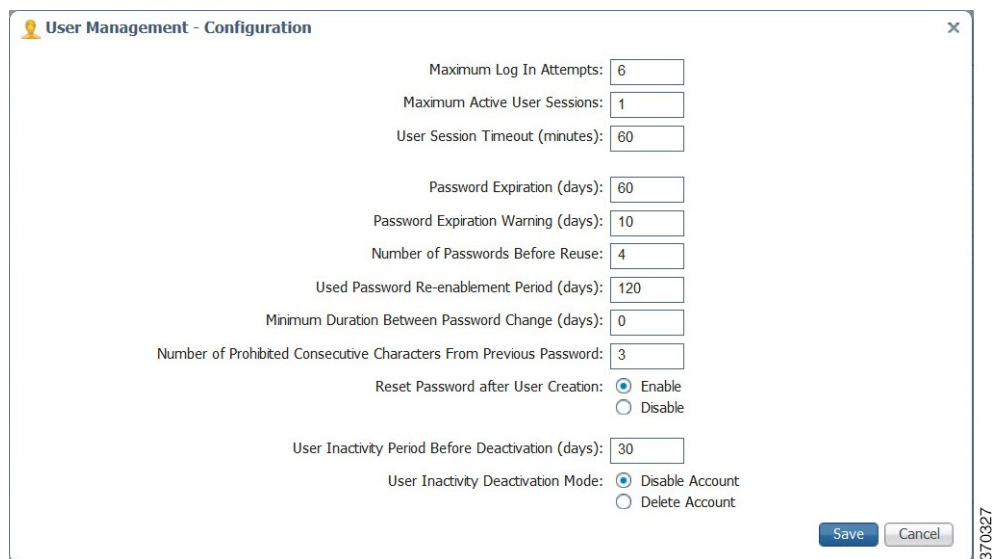 User Management - Configuration
Maximum Log In Attempts: 6
Maximum Active User Sessions: 1
User Session Timeout (minutes): 60
Password Expiration (days): 60
Password Expiration Warning (days): 10
Number of Passwords Before Reuse: 4
Used Password Re-enablement Period (days): 120
Minimum Duration Between Password Change (days): 0
Number of Prohibited Consecutive Characters From Previous Password: 3
Reset Password after User Creation: Enable
Disable
User Inactivity Period Before Deactivation (days): 30
User Inactivity Deactivation Mode: Disable Account
Delete Account
Save Cancel
370327